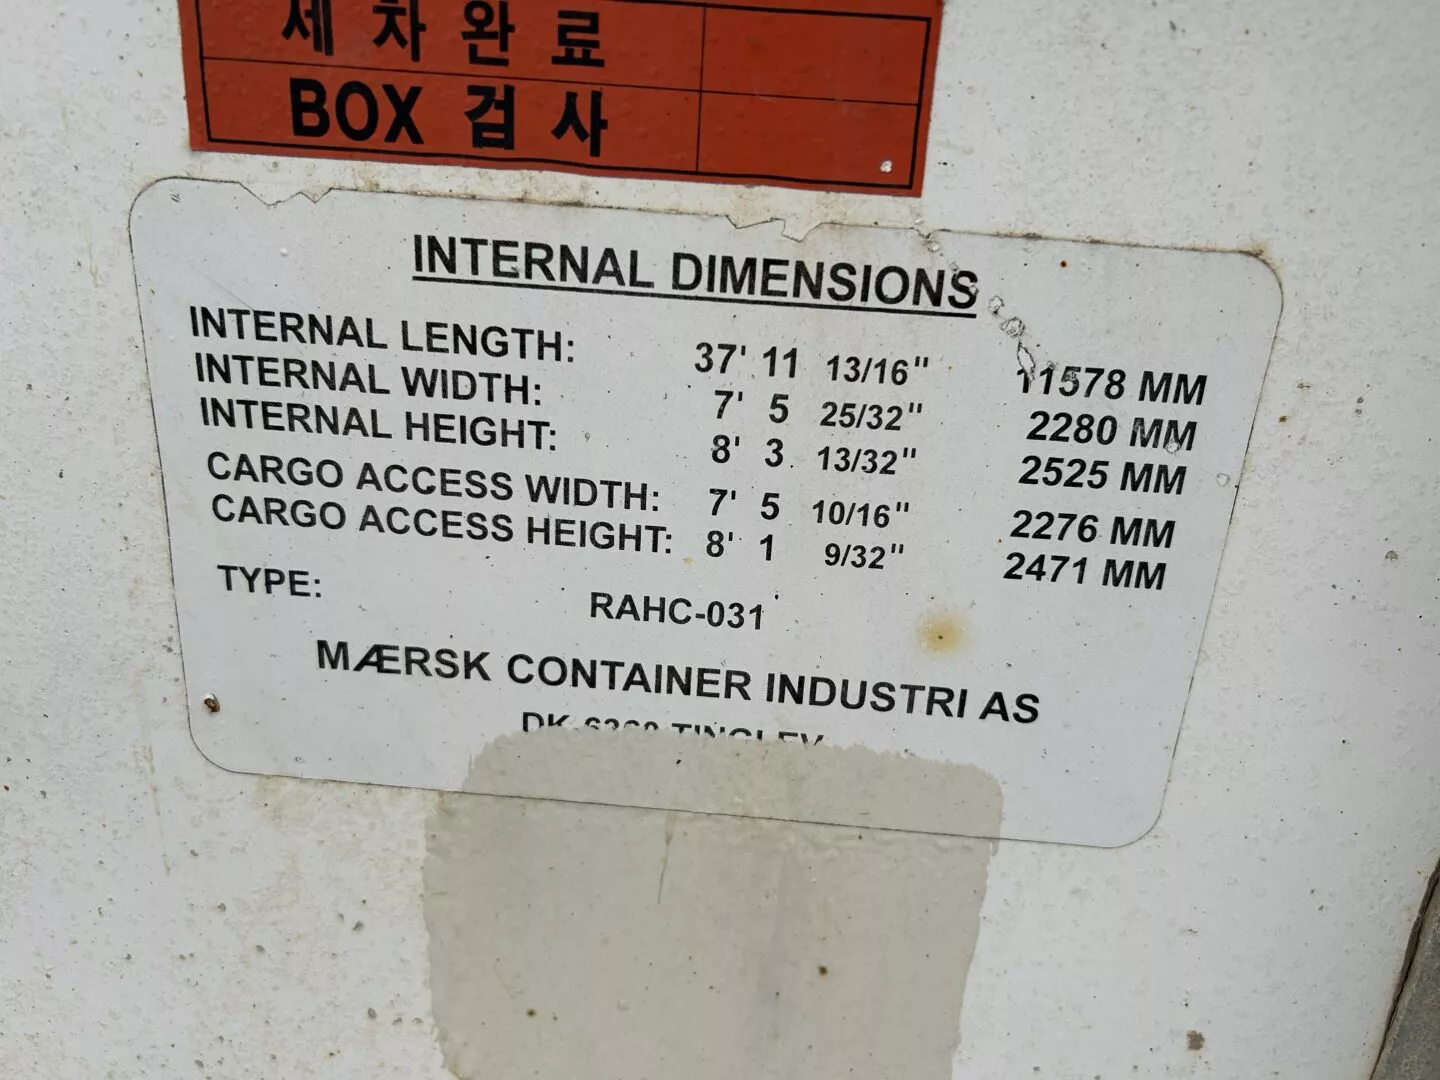 세차완료
BOX 검사
INTERNAL DIMENSIONS
INTERNAL LENGTH: 37' 11 13/16" 11578 MM
INTERNAL WIDTH: 7' 5 25/32" 2280 MM
INTERNAL HEIGHT: 8' 3 13/32" 2525 MM
CARGO ACCESS WIDTH: 7' 5 10/16" 2276 MM
CARGO ACCESS HEIGHT: 8' 1 9/32" 2471 MM
TYPE: RAHC-031
MÆRSK CONTAINER INDUSTRI AS